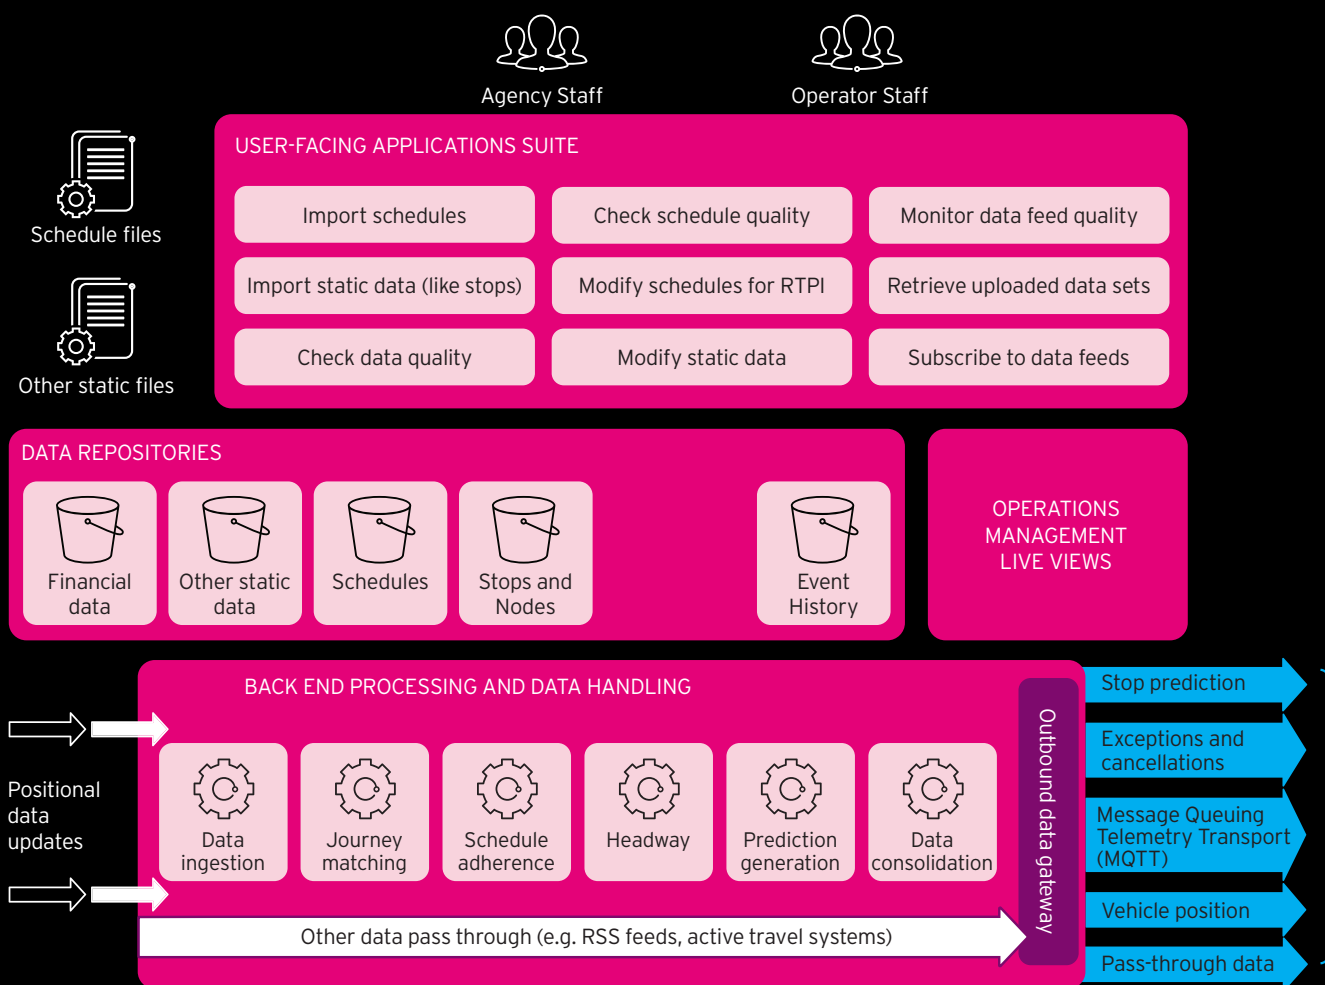 Agency Staff
Operator Staff
Schedule files
Other static files
USER-FACING APPLICATIONS SUITE
Import schedules
Check schedule quality
Monitor data feed quality
Import static data (like stops)
Modify schedules for RTPI
Retrieve uploaded data sets
Check data quality
Modify static data
Subscribe to data feeds
DATA REPOSITORIES
Financial
data
Other static
data
Schedules
Stops and
Nodes
Event
History
OPERATIONS
MANAGEMENT
LIVE VIEWS
Positional
data
updates
BACK END PROCESSING AND DATA HANDLING
Data
ingestion
Journey
matching
Schedule
adherence
Headway
Prediction
generation
Data
consolidation
Other data pass through (e.g. RSS feeds, active travel systems)
Outbound data gateway
Stop prediction
Exceptions and
cancellations
Message Queuing
Telemetry Transport
(MQTT)
Vehicle position
Pass-through data